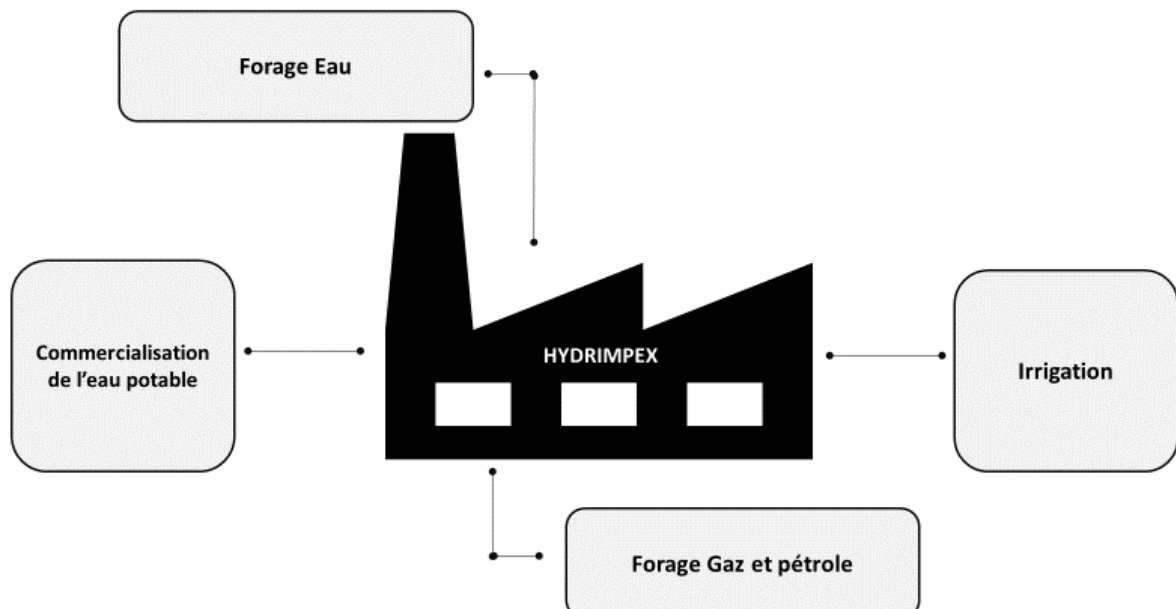 Forage Eau
HYDRIMPEX
Commercialisation
de l’eau potable
Irrigation
Forage Gaz et pétrole